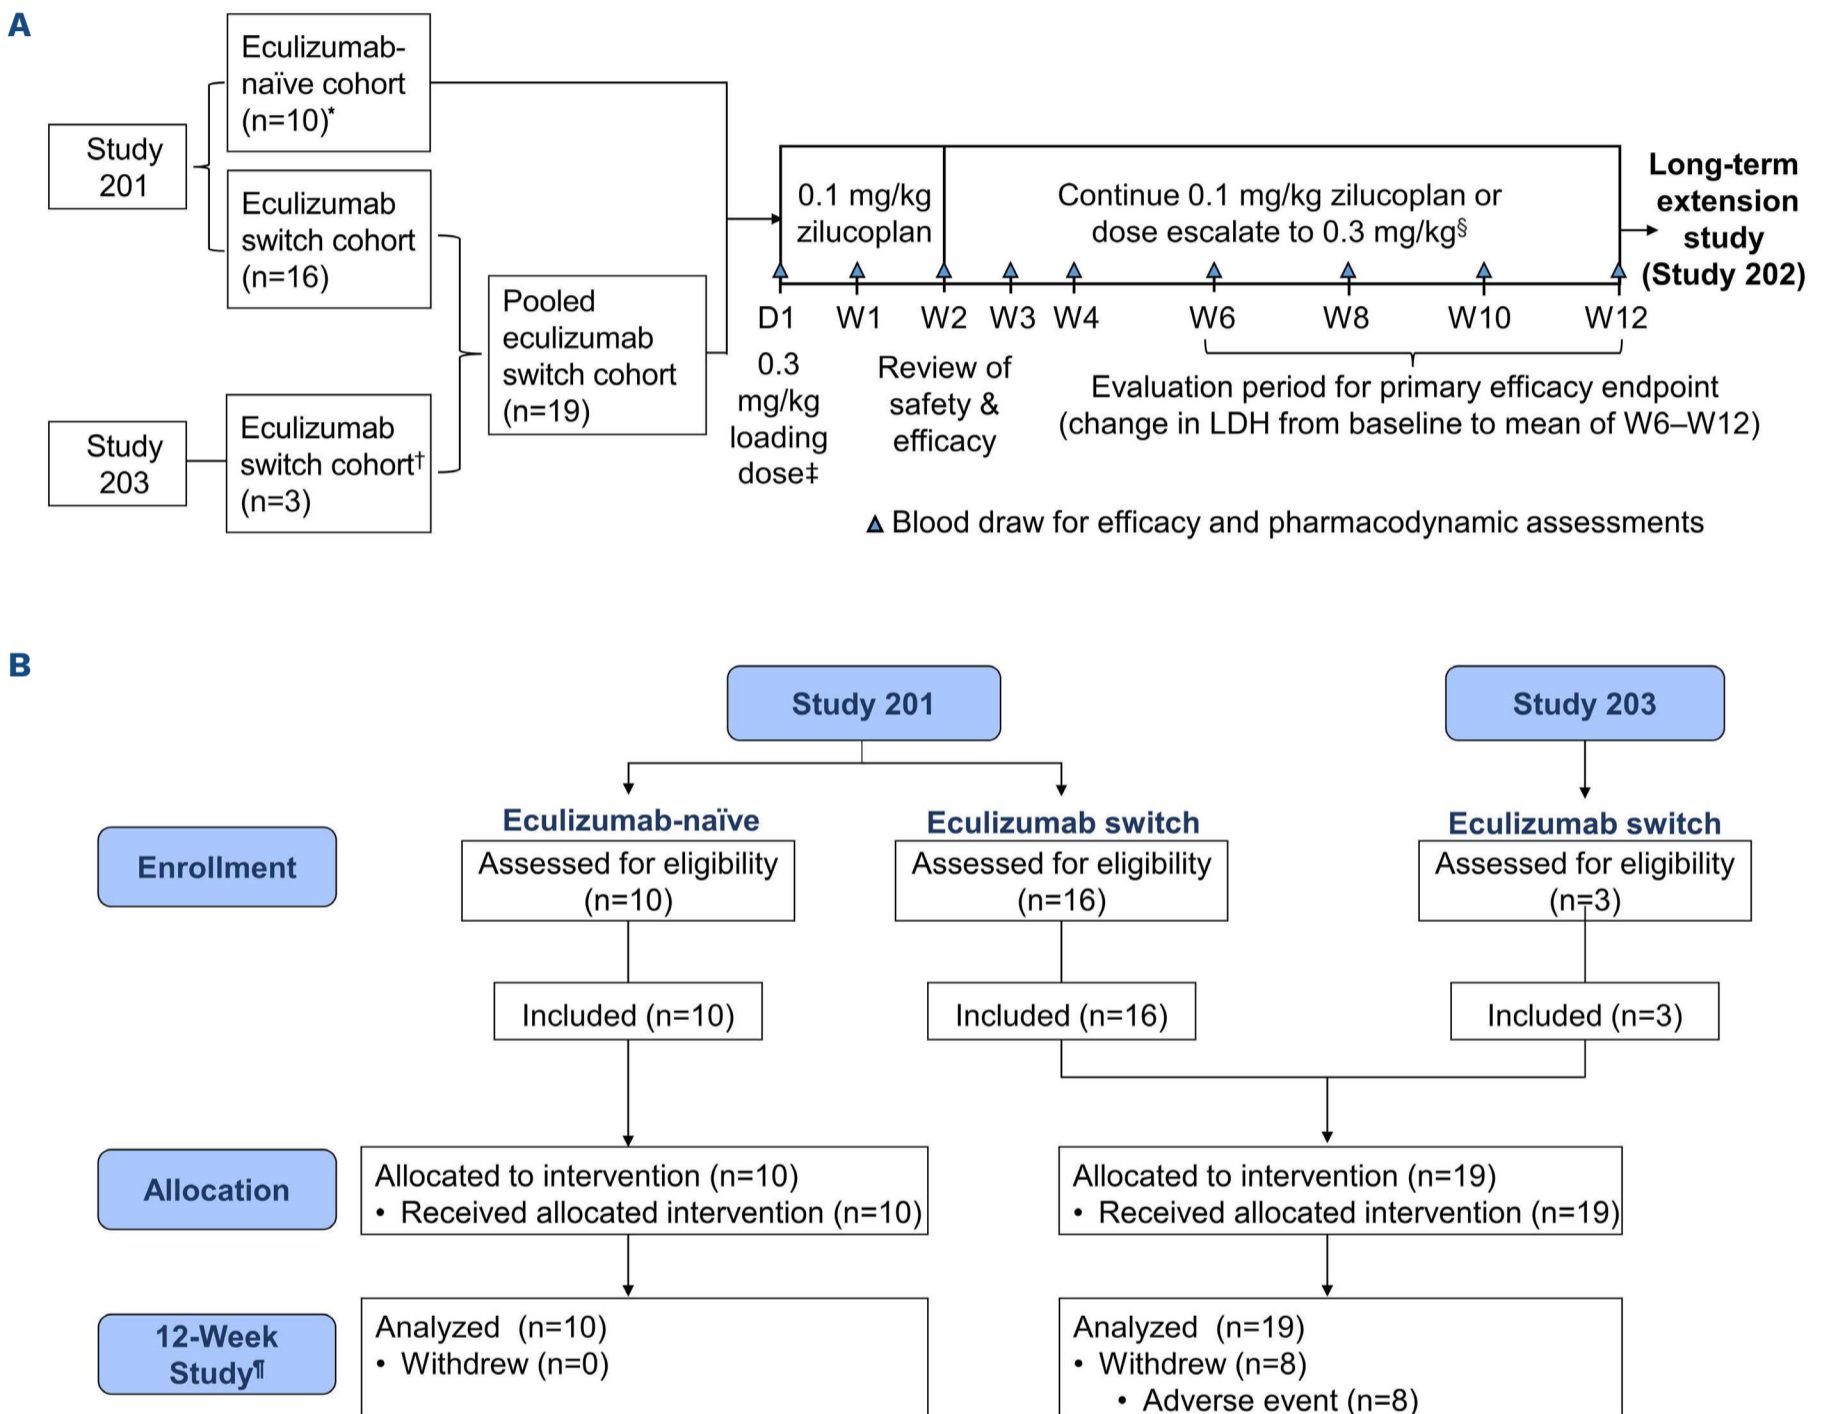 A
Eculizumab-
naïve cohort
(n=10)*
Study
201
Eculizumab
switch cohort
(n=16)
Pooled
eculizumab
switch cohort
(n=19)
Study
203
Eculizumab
switch cohort†
(n=3)
0.1 mg/kg
zilucoplan
Continue 0.1 mg/kg zilucoplan or
dose escalate to 0.3 mg/kg§
Long-term
extension
study
(Study 202)
D1 W1 W2 W3 W4 W6 W8 W10 W12
0.3
mg/kg
loading
dose‡
Review of
safety &
efficacy
Evaluation period for primary efficacy endpoint
(change in LDH from baseline to mean of W6–W12)
Blood draw for efficacy and pharmacodynamic assessments
B
Study 201
Study 203
Enrollment
Eculizumab-naïve
Assessed for eligibility
(n=10)
Eculizumab switch
Assessed for eligibility
(n=16)
Eculizumab switch
Assessed for eligibility
(n=3)
Included (n=10)
Included (n=16)
Included (n=3)
Allocation
Allocated to intervention (n=10)
• Received allocated intervention (n=10)
Allocated to intervention (n=19)
• Received allocated intervention (n=19)
12-Week
Study¶
Analyzed (n=10)
• Withdrew (n=0)
Analyzed (n=19)
• Withdrew (n=8)
• Adverse event (n=8)